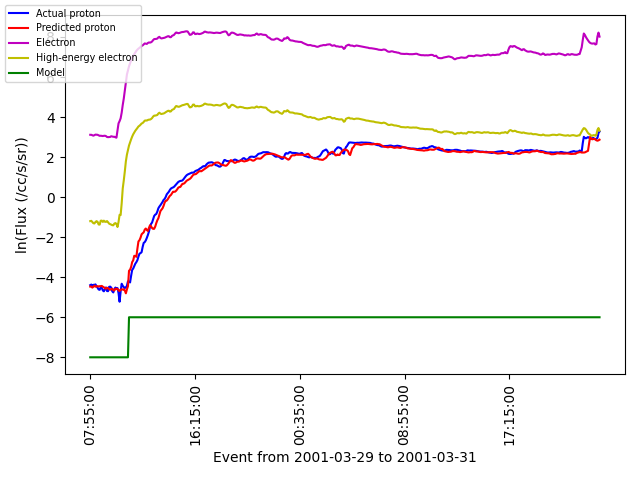 Actual proton
Predicted proton
Electron
High-energy electron
Model
8
6
4
2
0
−2
−4
−6
−8
ln(Flux (/cc/s/sr))
07:55:00
16:15:00
00:35:00
08:55:00
17:15:00
Event from 2001-03-29 to 2001-03-31